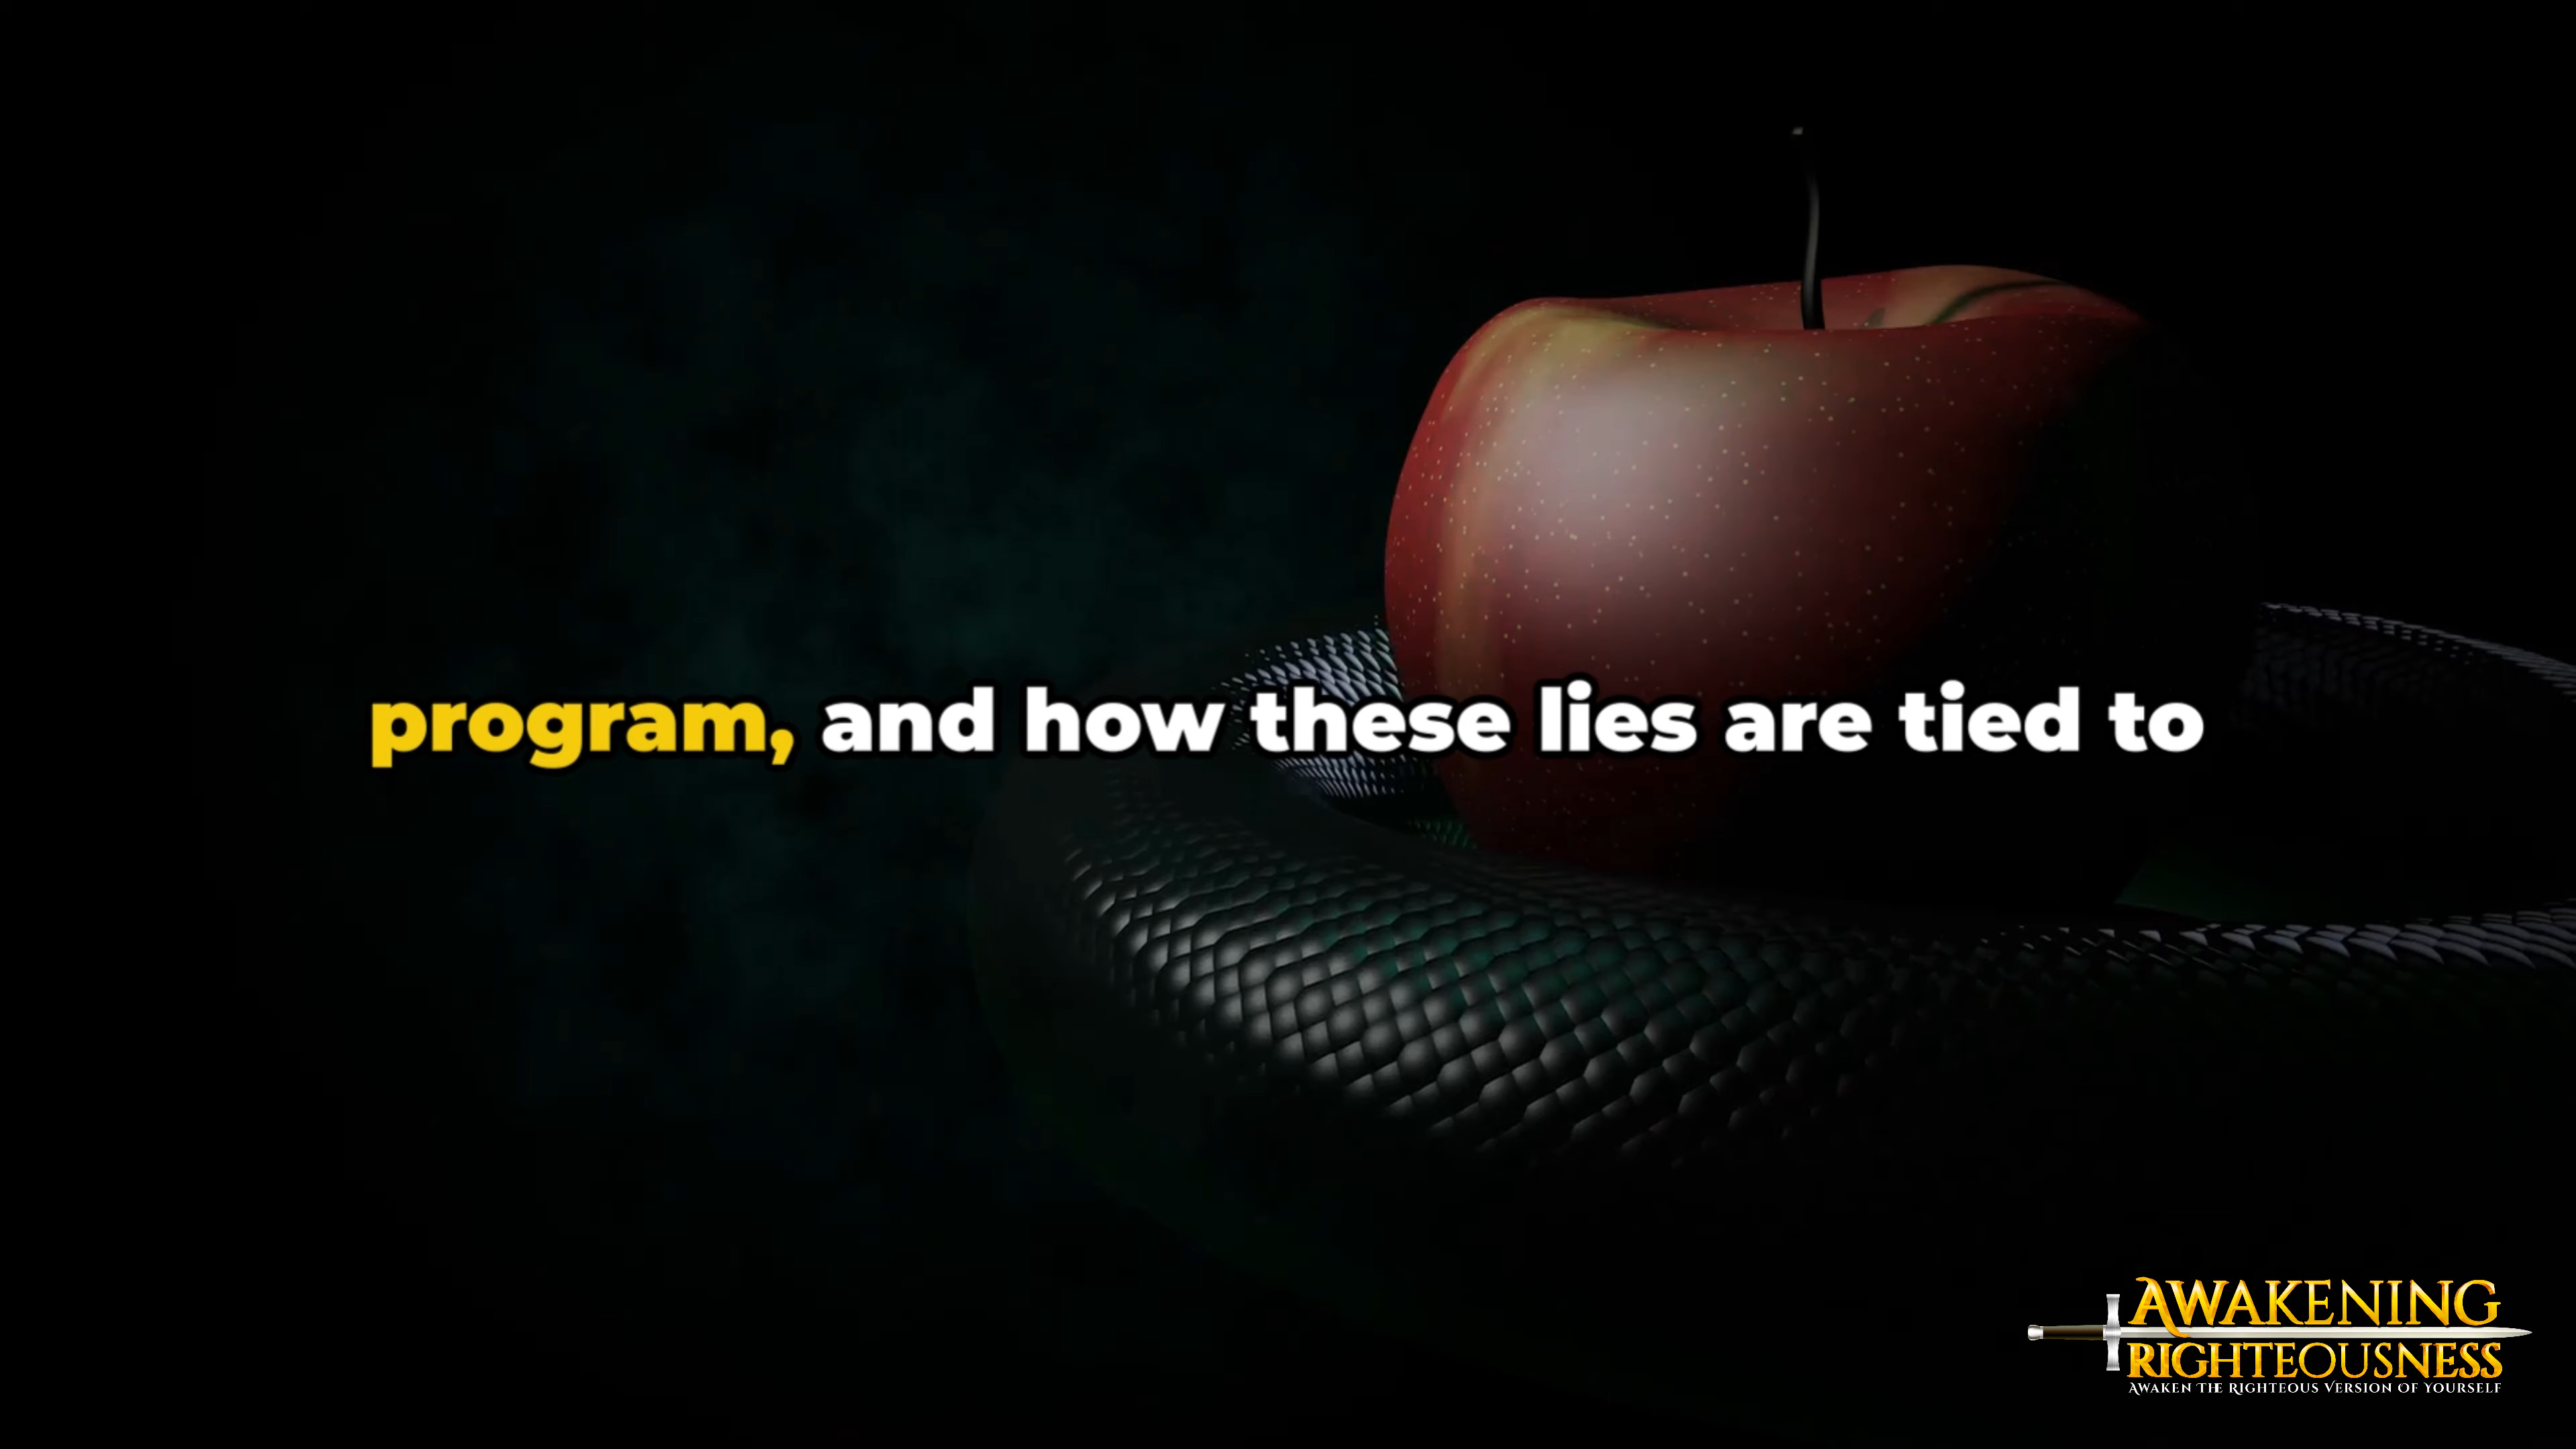 program, and how these lies are tied to
AWAKENING
RIGHTEOUSNESS
AWAKEN THE RIGHTEOUS VERSION OF YOURSELF